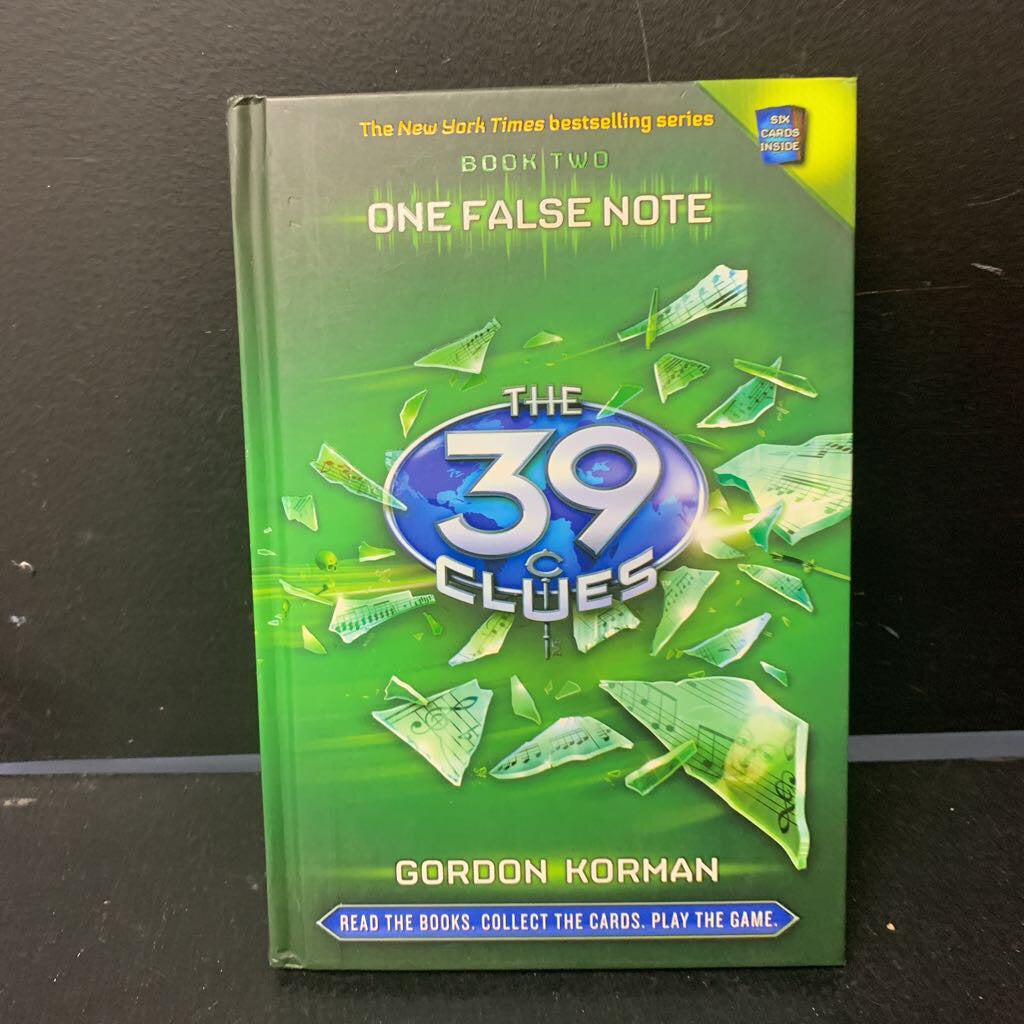 The New York Times bestselling series
SIX
CARDS
INSIDE
BOOK TWO
ONE FALSE NOTE
THE
39
CLUES
GORDON KORMAN
READ THE BOOKS. COLLECT THE CARDS. PLAY THE GAME.